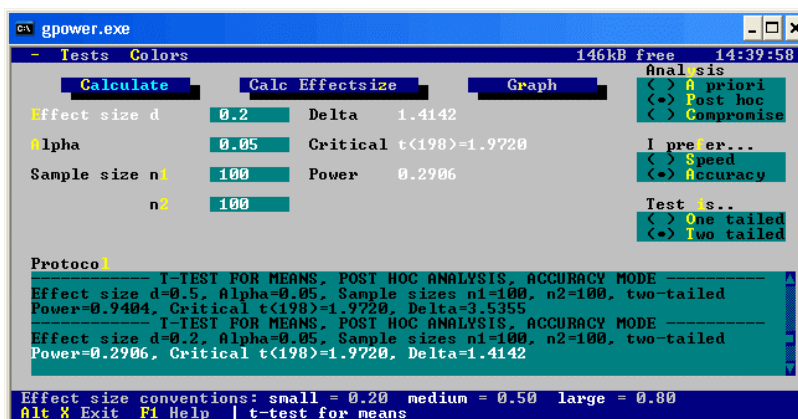 gpower.exe
- Tests Colors 146kB free 14:39:58
Calculate Calc Effectsize Graph
Analysis
( ) A priori
(•) Post hoc
( ) Compromise
Effect size d 0.2 Delta 1.4142
Alpha 0.05 Critical t(198)=1.9720
I prefer...
( ) Speed
(•) Accuracy
Sample size n1 100 Power 0.2906
n2 100
Test is..
( ) One tailed
(•) Two tailed
Protocol
------------ T-TEST FOR MEANS, POST HOC ANALYSIS, ACCURACY MODE ----------
Effect size d=0.5, Alpha=0.05, Sample sizes n1=100, n2=100, two-tailed
Power=0.9404, Critical t(198)=1.9720, Delta=3.5355
------------ T-TEST FOR MEANS, POST HOC ANALYSIS, ACCURACY MODE ----------
Effect size d=0.2, Alpha=0.05, Sample sizes n1=100, n2=100, two-tailed
Power=0.2906, Critical t(198)=1.9720, Delta=1.4142
Effect size conventions: small = 0.20 medium = 0.50 large = 0.80
Alt X Exit F1 Help | t-test for means